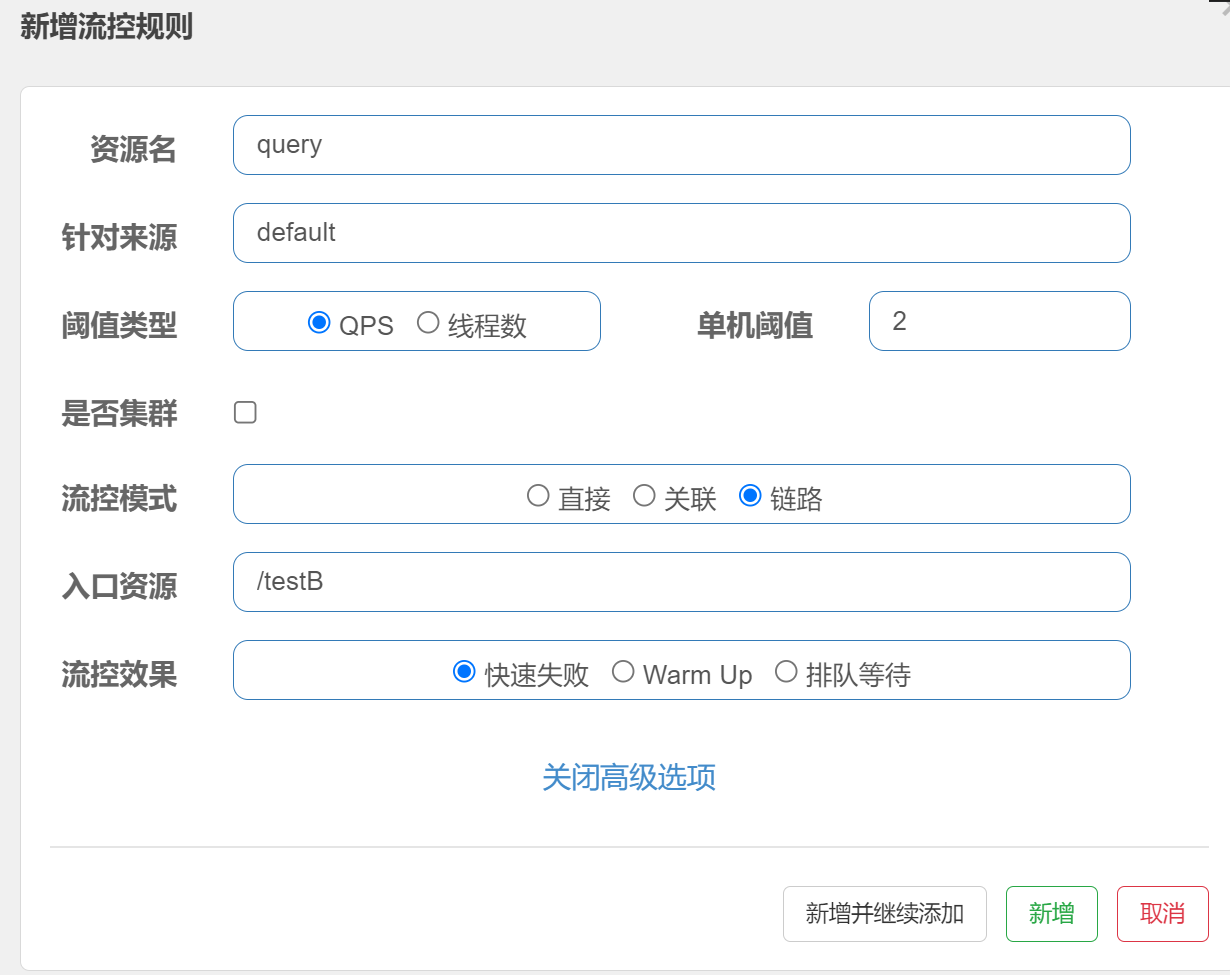 新增流控规则
资源名 query
针对来源 default
阈值类型 QPS 线程数 单机阈值 2
是否集群
流控模式 直接 关联 链路
入口资源 /testB
流控效果 快速失败 Warm Up 排队等待
关闭高级选项
新增并继续添加 新增 取消